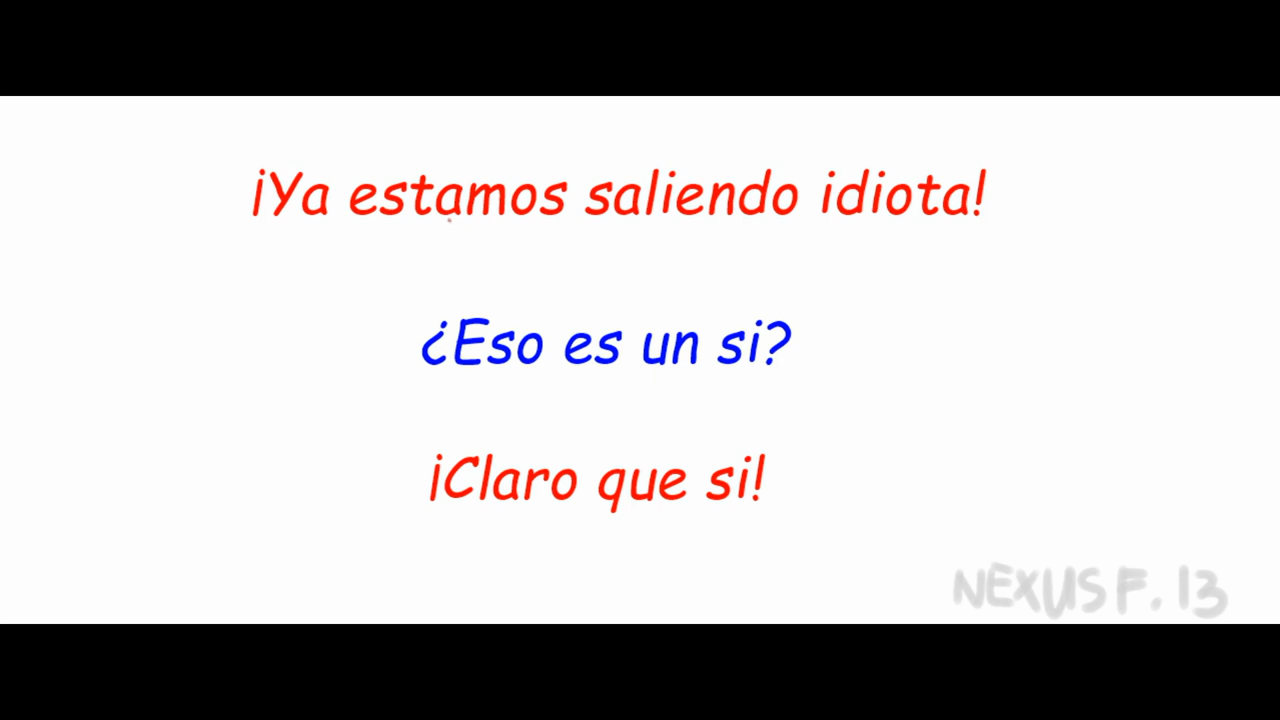 ¡Ya estamos saliendo idiota!
¿Eso es un si?
¡Claro que si!
NEXUS F. 13